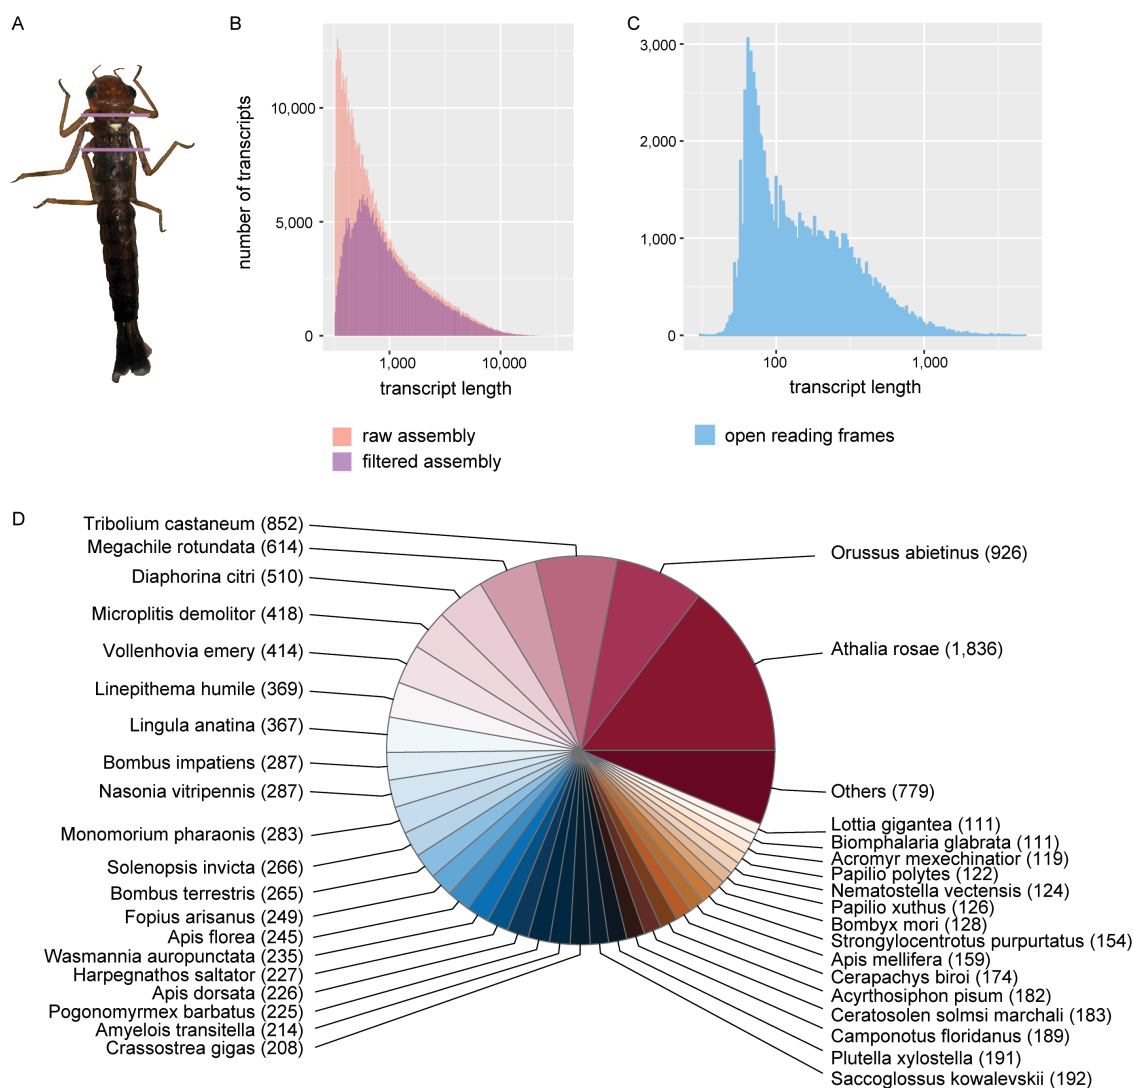 A
B
C
number of transcripts
10,000
5,000
0
1,000
10,000
transcript length
raw assembly
filtered assembly
3,000
2,000
1,000
0
100
1,000
transcript length
open reading frames
D
Tribolium castaneum (852)
Megachile rotundata (614)
Diaphorina citri (510)
Microplitis demolitor (418)
Vollenhovia emery (414)
Linepithema humile (369)
Lingula anatina (367)
Bombus impatiens (287)
Nasonia vitripennis (287)
Monomorium pharaonis (283)
Solenopsis invicta (266)
Bombus terrestris (265)
Fopius arisanus (249)
Apis florea (245)
Wasmannia auropunctata (235)
Harpegnathos saltator (227)
Apis dorsata (226)
Pogonomyrmex barbatus (225)
Amyelois transitella (214)
Crassostrea gigas (208)
Orussus abietinus (926)
Athalia rosae (1,836)
Others (779)
Lottia gigantea (111)
Biomphalaria glabrata (111)
Acromyr mexechinatior (119)
Papilio polytes (122)
Nematostella vectensis (124)
Papilio xuthus (126)
Bombyx mori (128)
Strongylocentrotus purpurtatus (154)
Apis mellifera (159)
Cerapachys biroi (174)
Acyrthosiphon pisum (182)
Ceratosolen solmsi marchali (183)
Camponotus floridanus (189)
Plutella xylostella (191)
Saccoglossus kowalevskii (192)